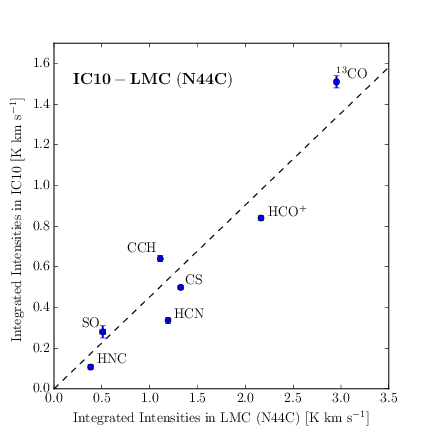 IC10 − LMC (N44C)
¹³CO
HCO⁺
CCH
CS
HCN
SO
HNC
1.6
1.4
1.2
1.0
0.8
0.6
0.4
0.2
0.0
0.0 0.5 1.0 1.5 2.0 2.5 3.0 3.5
Integrated Intensities in IC10 [K km s⁻¹]
Integrated Intensities in LMC (N44C) [K km s⁻¹]